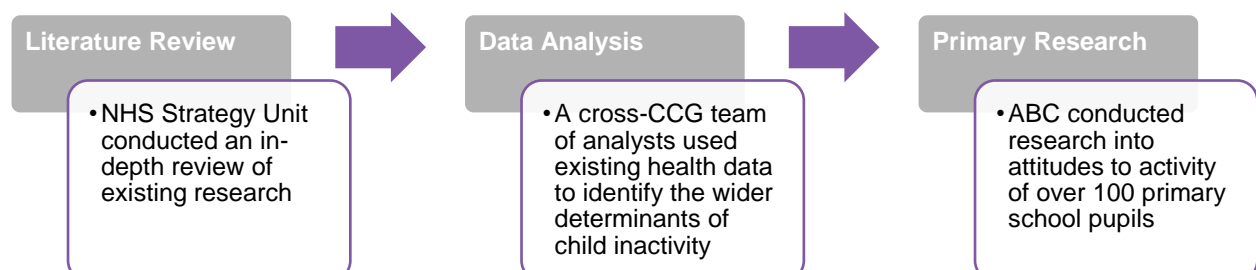 Literature Review
•NHS Strategy Unit
conducted an in-
depth review of
existing research
Data Analysis
•A cross-CCG team
of analysts used
existing health data
to identify the wider
determinants of
child inactivity
Primary Research
•ABC conducted
research into
attitudes to activity
of over 100 primary
school pupils